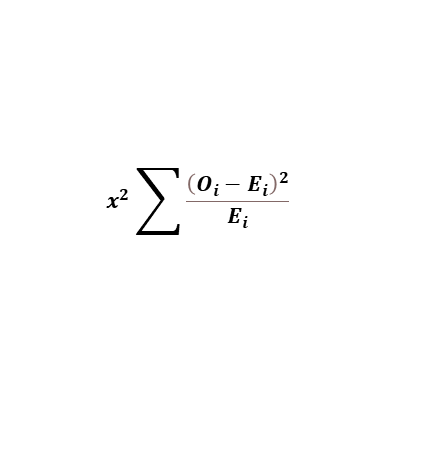 x² ∑ (Oᵢ − Eᵢ)² / Eᵢ